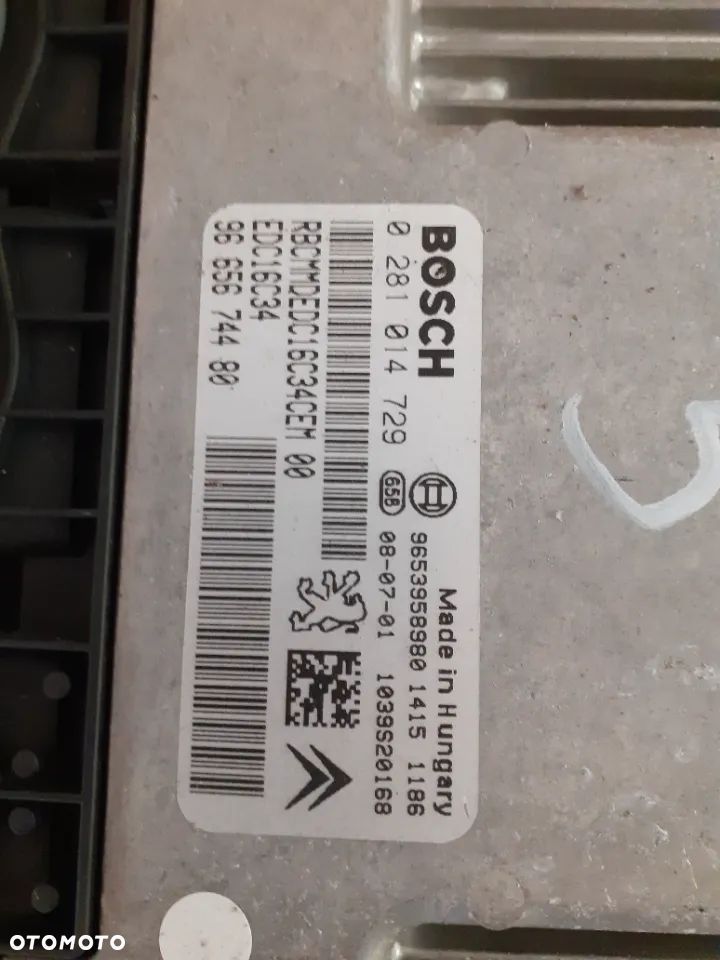 BOSCH
Made in Hungary
0 281 014 729
9653958980 1415 1186
658
08-07-01 1039S20168
RBCMMDEDC16C34CEM 00
EDC16C34
96 656 744 80
OTOMOTO